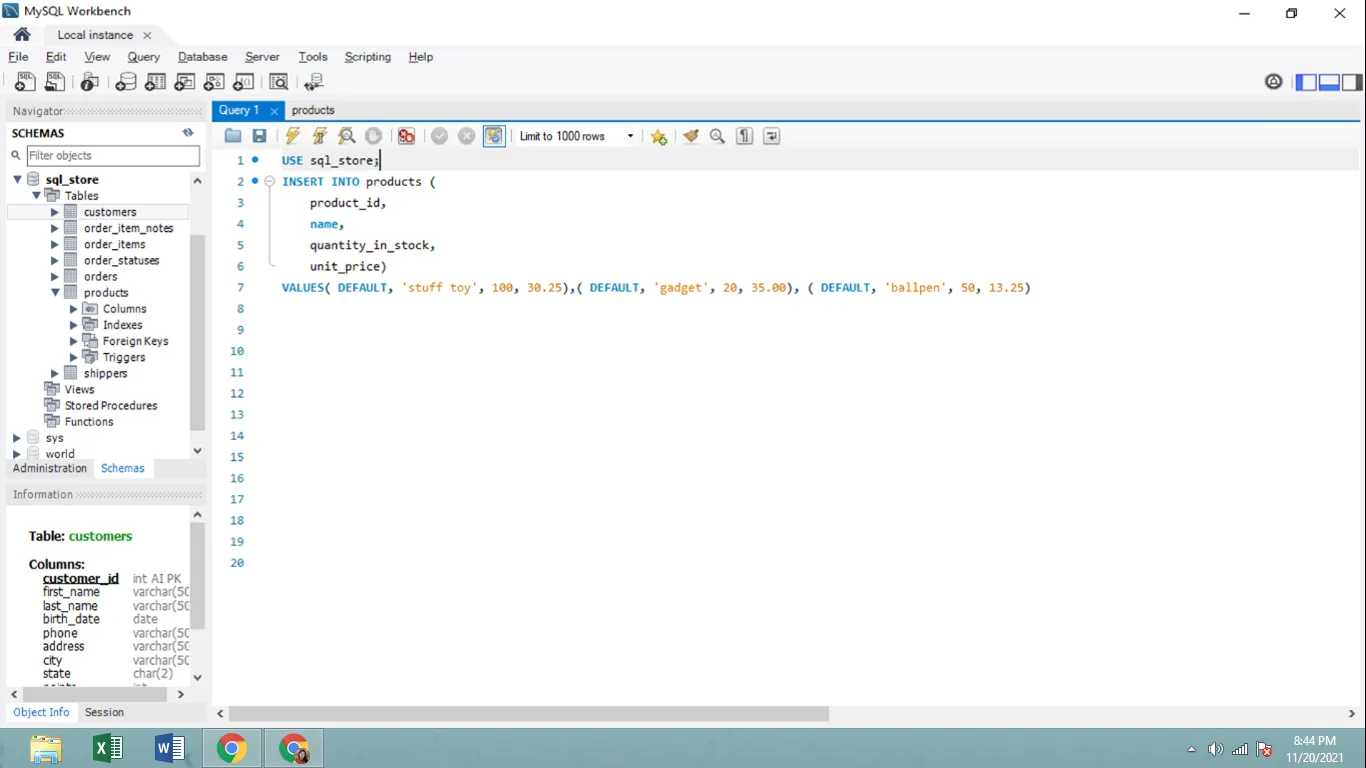 MySQL Workbench
Local instance
File Edit View Query Database Server Tools Scripting Help
Navigator
SCHEMAS
Filter objects
sql_store
Tables
customers
order_item_notes
order_items
order_statuses
orders
products
Columns
Indexes
Foreign Keys
Triggers
shippers
Views
Stored Procedures
Functions
sys
world
Administration Schemas
Information
Table: customers
Columns:
customer_id int AI PK
first_name varchar(50
last_name varchar(50
birth_date date
phone varchar(50
address varchar(50
city varchar(50
state char(2)
Object Info Session
Query 1 products
Limit to 1000 rows
1 USE sql_store;
2 INSERT INTO products (
3 product_id,
4 name,
5 quantity_in_stock,
6 unit_price)
7 VALUES( DEFAULT, 'stuff toy', 100, 30.25),( DEFAULT, 'gadget', 20, 35.00), ( DEFAULT, 'ballpen', 50, 13.25)
8
9
10
11
12
13
14
15
16
17
18
19
20
8:44 PM
11/20/2021